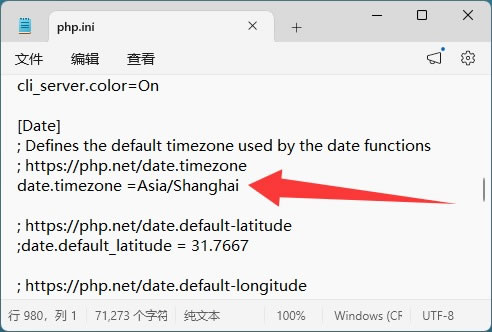 php.ini
文件 编辑 查看
cli_server.color=On
[Date]
; Defines the default timezone used by the date functions
; https://php.net/date.timezone
date.timezone =Asia/Shanghai
; https://php.net/date.default-latitude
;date.default_latitude = 31.7667
; https://php.net/date.default-longitude
行 980，列 1 71,273 个字符 纯文本 100% Windows (CF UTF-8